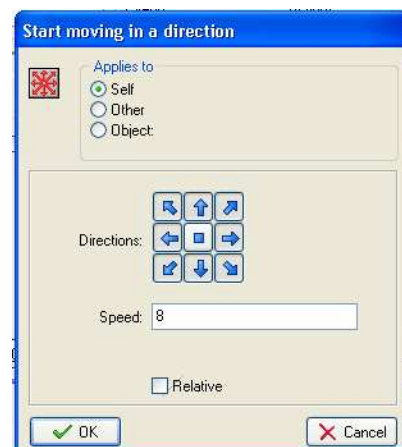 Start moving in a direction
Applies to
Self
Other
Object:
Directions:
Speed: 8
Relative
OK Cancel